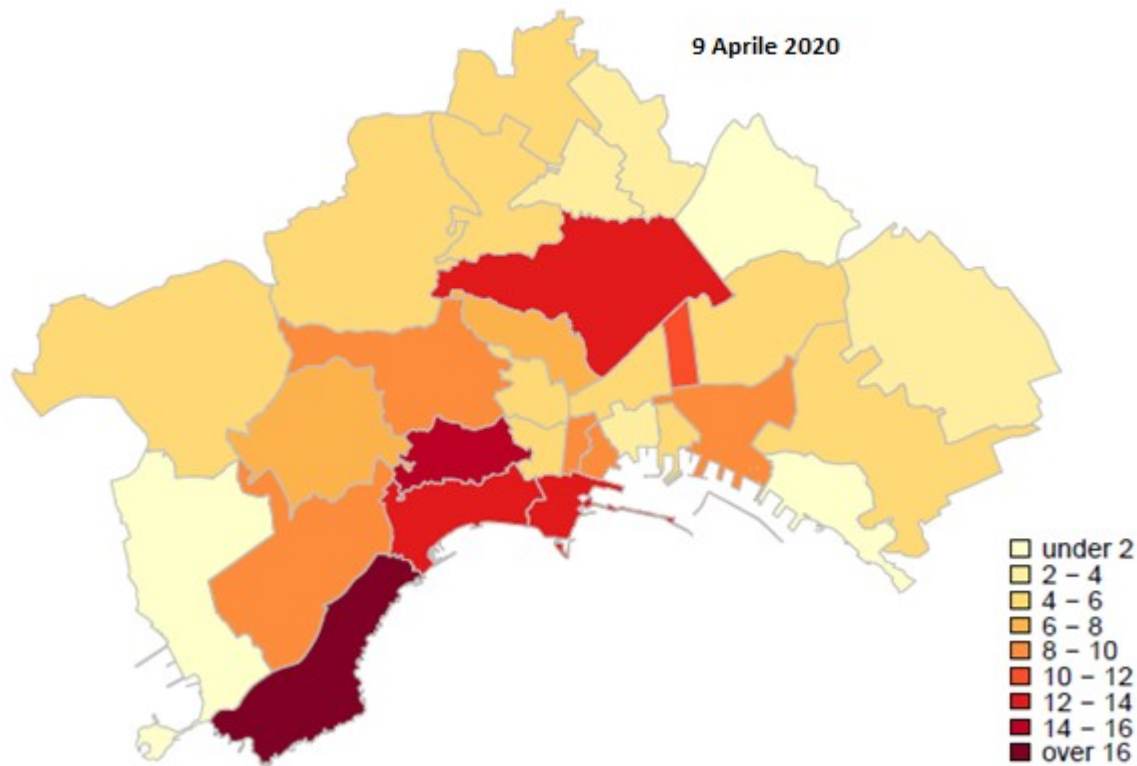 9 Aprile 2020
under 2
2 – 4
4 – 6
6 – 8
8 – 10
10 – 12
12 – 14
14 – 16
over 16